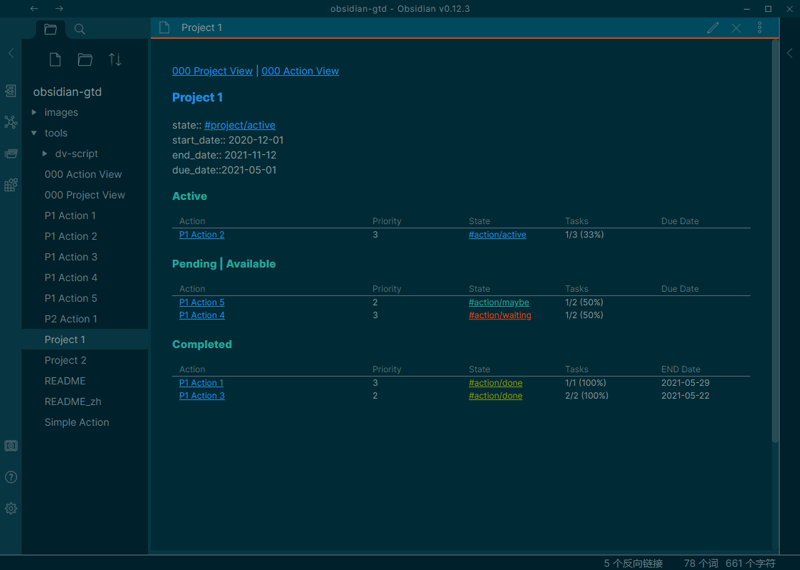 obsidian-gtd - Obsidian v0.12.3
Project 1
obsidian-gtd
images
tools
dv-script
000 Action View
000 Project View
P1 Action 1
P1 Action 2
P1 Action 3
P1 Action 4
P1 Action 5
P2 Action 1
Project 1
Project 2
README
README_zh
Simple Action
000 Project View | 000 Action View
Project 1
state:: #project/active
start_date:: 2020-12-01
end_date:: 2021-11-12
due_date::2021-05-01
Active
Action Priority State Tasks Due Date
P1 Action 2 3 #action/active 1/3 (33%)
Pending | Available
Action Priority State Tasks Due Date
P1 Action 5 2 #action/maybe 1/2 (50%)
P1 Action 4 3 #action/waiting 1/2 (50%)
Completed
Action Priority State Tasks END Date
P1 Action 1 3 #action/done 1/1 (100%) 2021-05-29
P1 Action 3 2 #action/done 2/2 (100%) 2021-05-22
5 个反向链接 78 个词 661 个字符